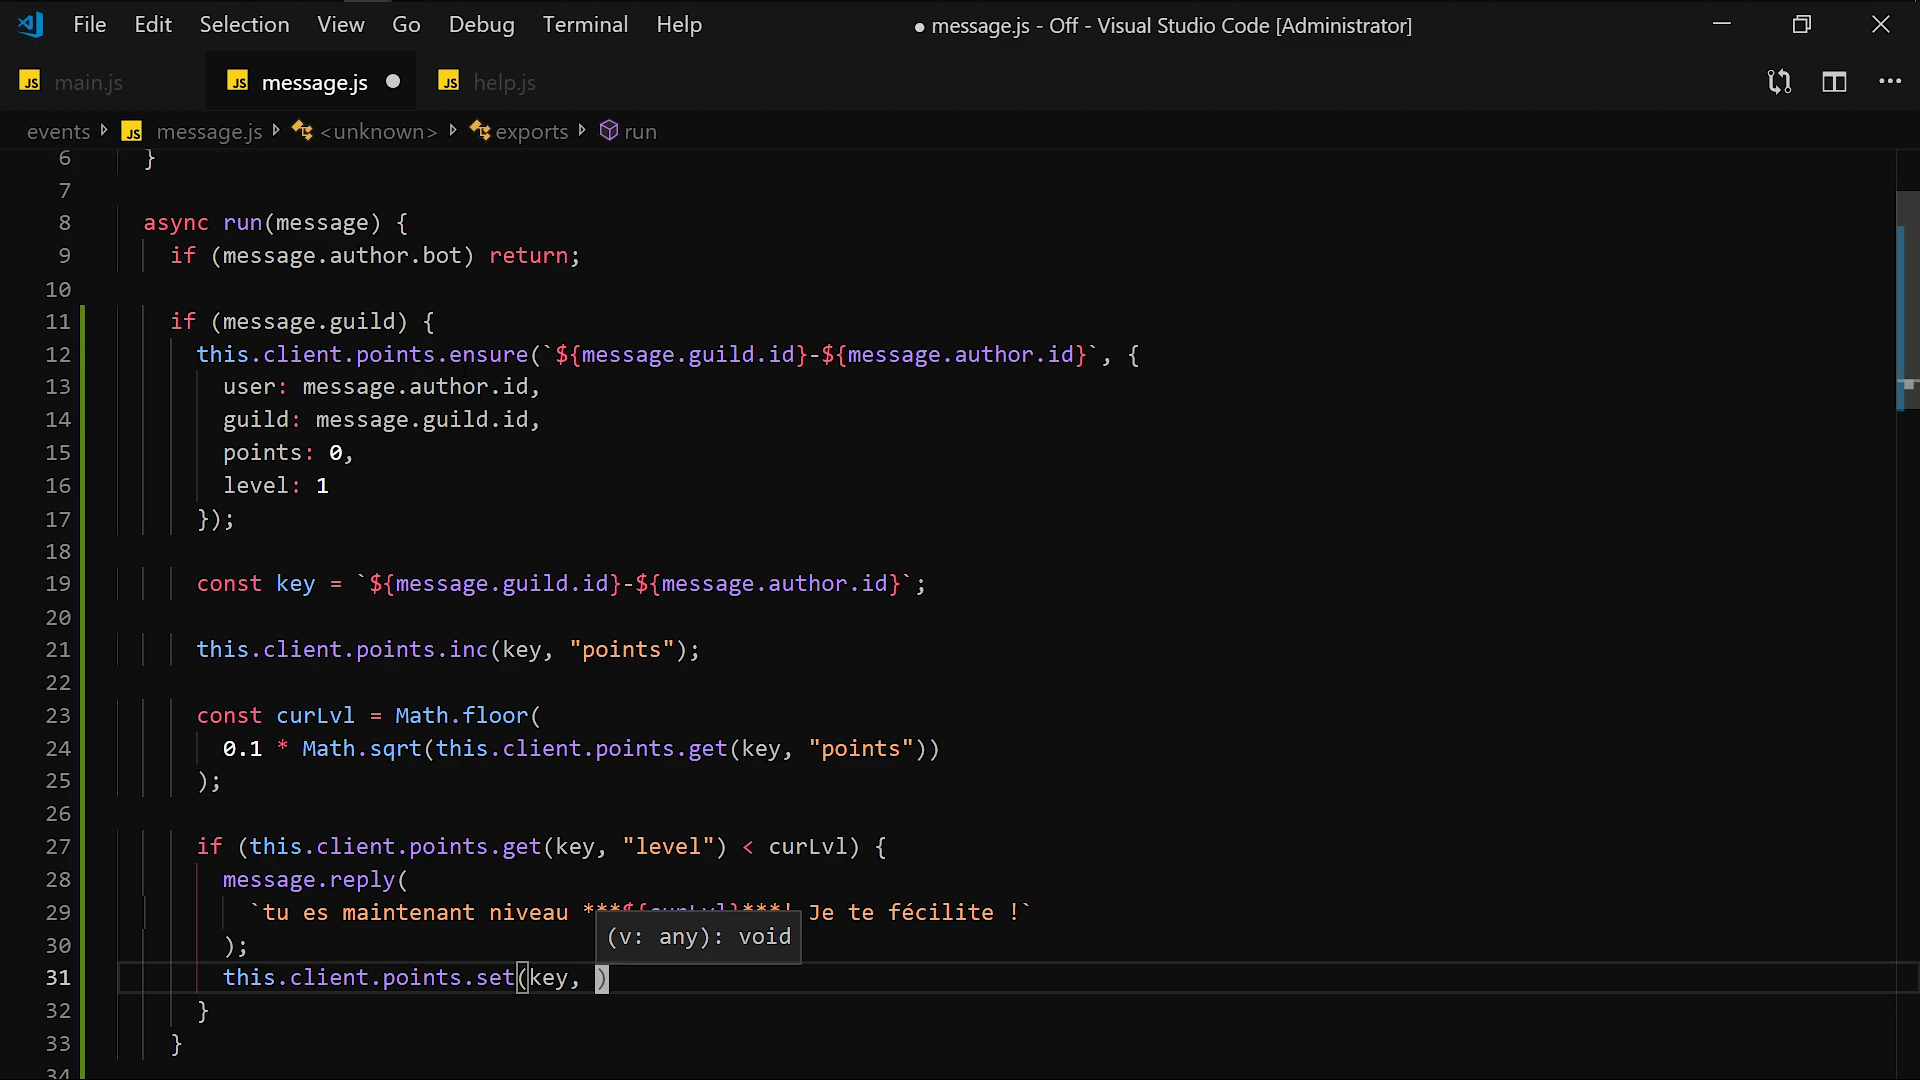 File Edit Selection View Go Debug Terminal Help
● message.js - Off - Visual Studio Code [Administrator]
JS main.js JS message.js ● JS help.js
events JS message.js <unknown> exports run
6 }
7
8 async run(message) {
9 if (message.author.bot) return;
10
11 if (message.guild) {
12 this.client.points.ensure(`${message.guild.id}-${message.author.id}`, {
13 user: message.author.id,
14 guild: message.guild.id,
15 points: 0,
16 level: 1
17 });
18
19 const key = `${message.guild.id}-${message.author.id}`;
20
21 this.client.points.inc(key, "points");
22
23 const curLvl = Math.floor(
24 0.1 * Math.sqrt(this.client.points.get(key, "points"))
25 );
26
27 if (this.client.points.get(key, "level") < curLvl) {
28 message.reply(
29 `tu es maintenant niveau ***${curLvl}***! Je te fécilite !`
(v: any): void
30 );
31 this.client.points.set(key, )
32 }
33 }
34